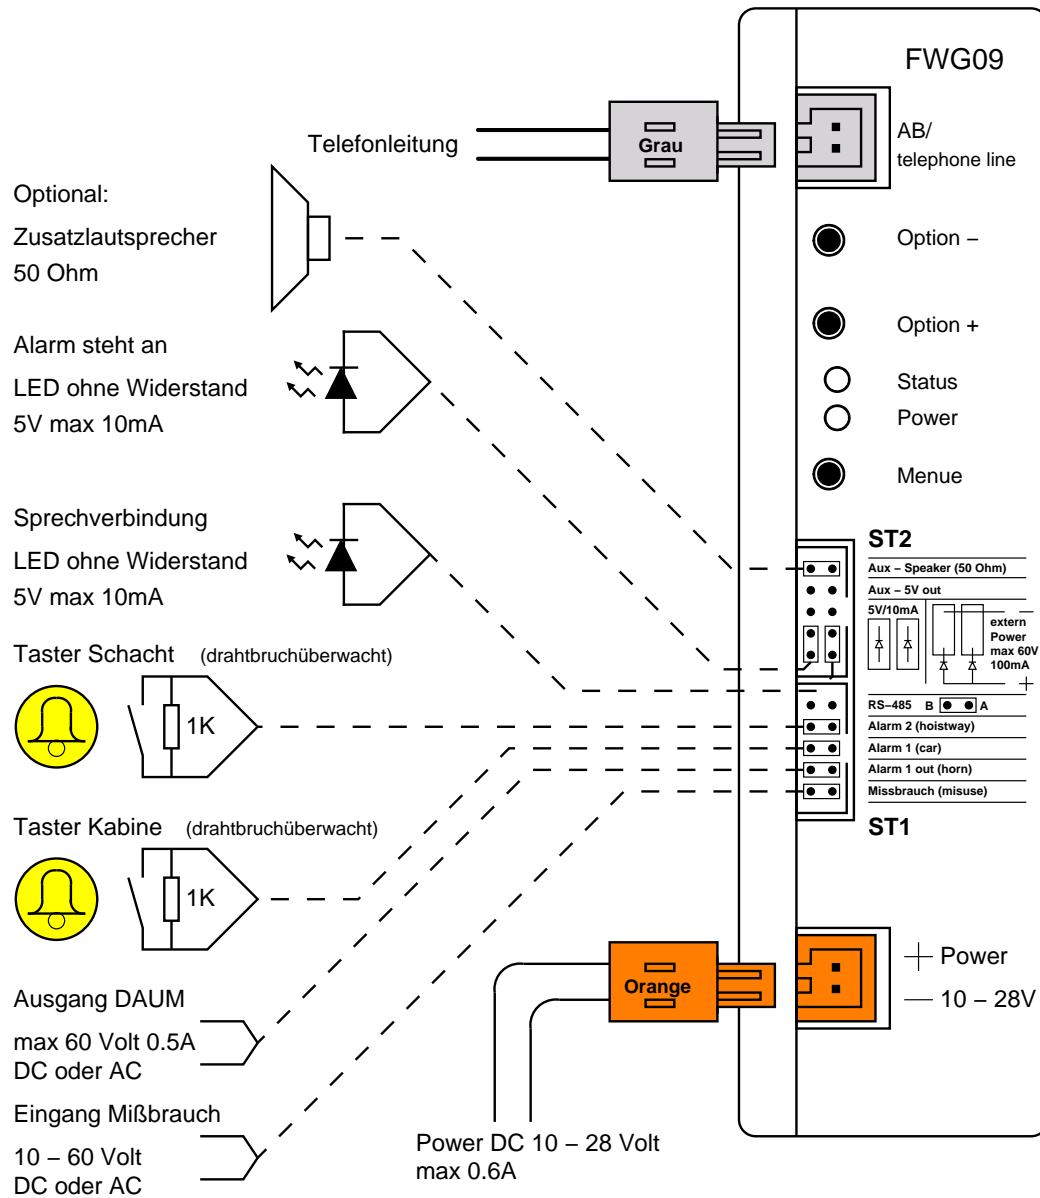 FWG09
Telefonleitung
Grau
AB/
telephone line
Optional:
Zusatzlautsprecher
50 Ohm
Option –
Option +
Alarm steht an
LED ohne Widerstand
5V max 10mA
Status
Power
Menue
Sprechverbindung
LED ohne Widerstand
5V max 10mA
ST2
Aux – Speaker (50 Ohm)
Aux – 5V out
5V/10mA
extern
Power
max 60V
100mA
RS–485 B A
Alarm 2 (hoistway)
Alarm 1 (car)
Alarm 1 out (horn)
Missbrauch (misuse)
ST1
Taster Schacht (drahtbruchüberwacht)
1K
Taster Kabine (drahtbruchüberwacht)
1K
Orange
+ Power
— 10 – 28V
Ausgang DAUM
max 60 Volt 0.5A
DC oder AC
Eingang Mißbrauch
10 – 60 Volt
DC oder AC
Power DC 10 – 28 Volt
max 0.6A